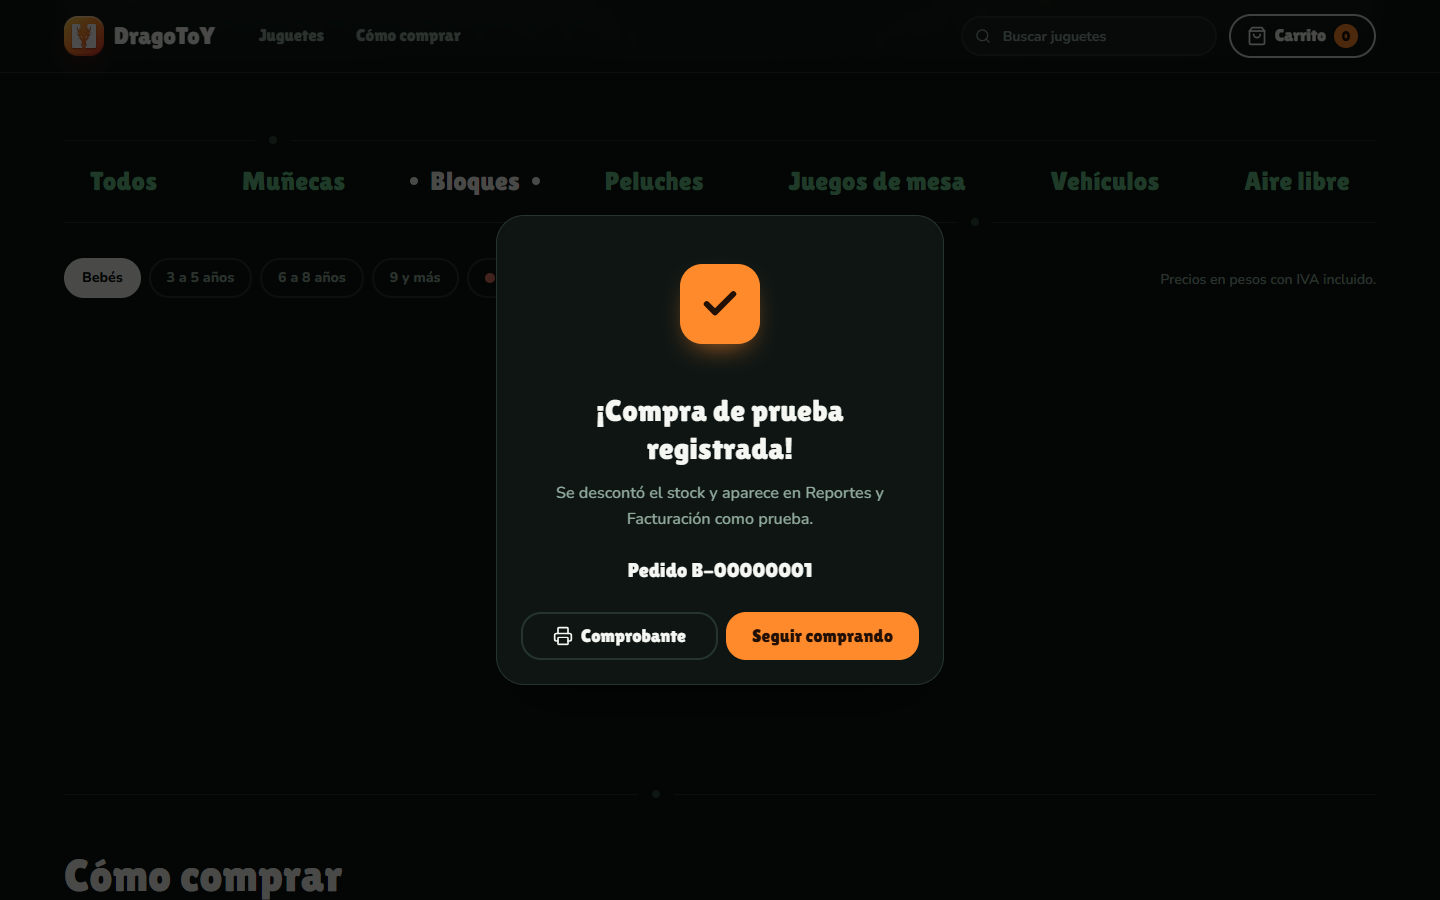 DragoToY
Juguetes
Cómo comprar
Buscar juguetes
Carrito 0
Todos
Muñecas
• Bloques •
Peluches
Juegos de mesa
Vehículos
Aire libre
Bebés
3 a 5 años
6 a 8 años
9 y más
Precios en pesos con IVA incluido.
¡Compra de prueba
registrada!
Se descontó el stock y aparece en Reportes y
Facturación como prueba.
Pedido B-00000001
Comprobante
Seguir comprando
Cómo comprar